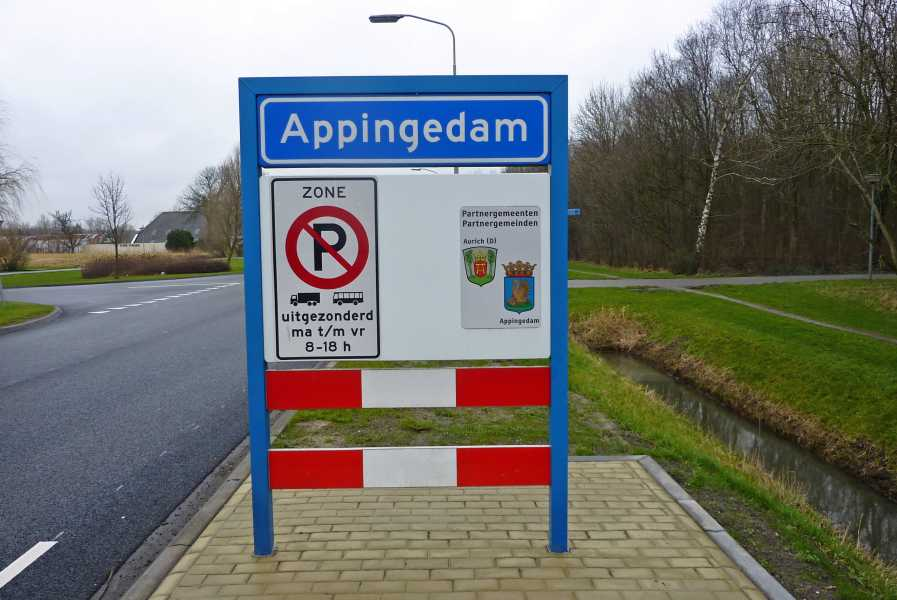 Appingedam
ZONE
P
uitgezonderd
ma t/m vr
8-18 h
Partnergemeenten
Partnergemeinden
Aurich (D)
Appingedam